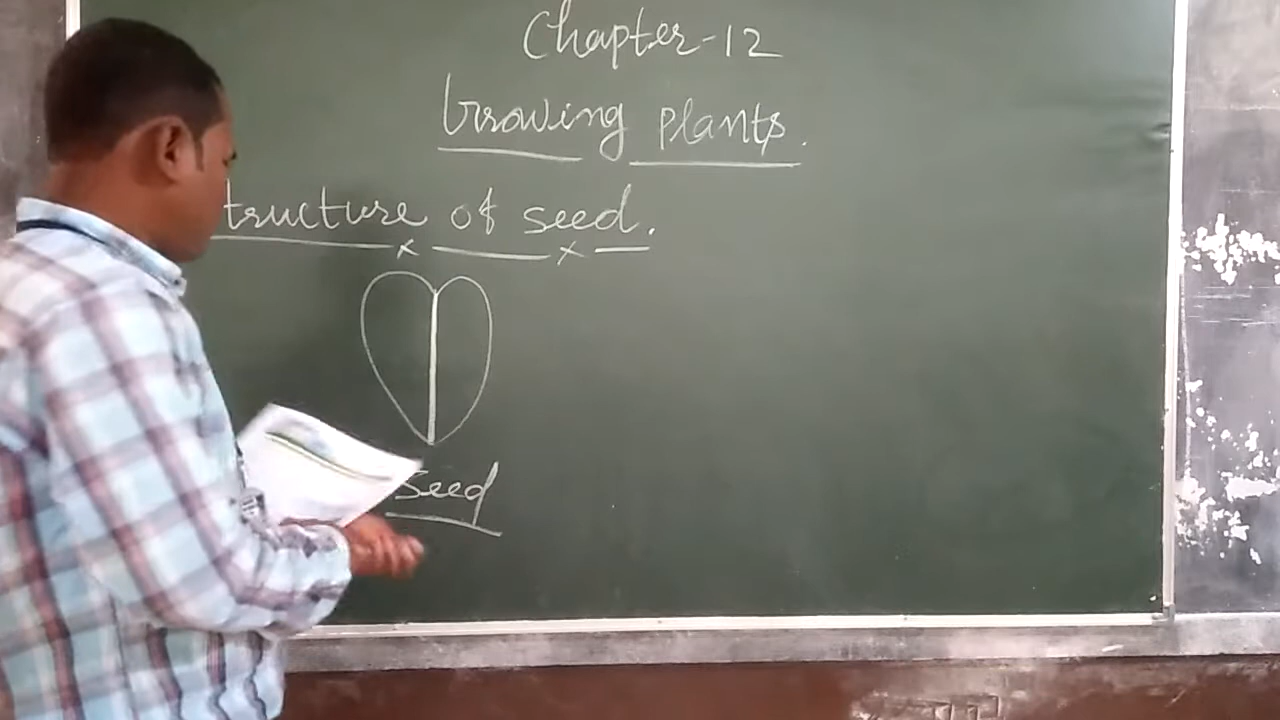 Chapter-12
Growing plants.
tructure of seed.
seed